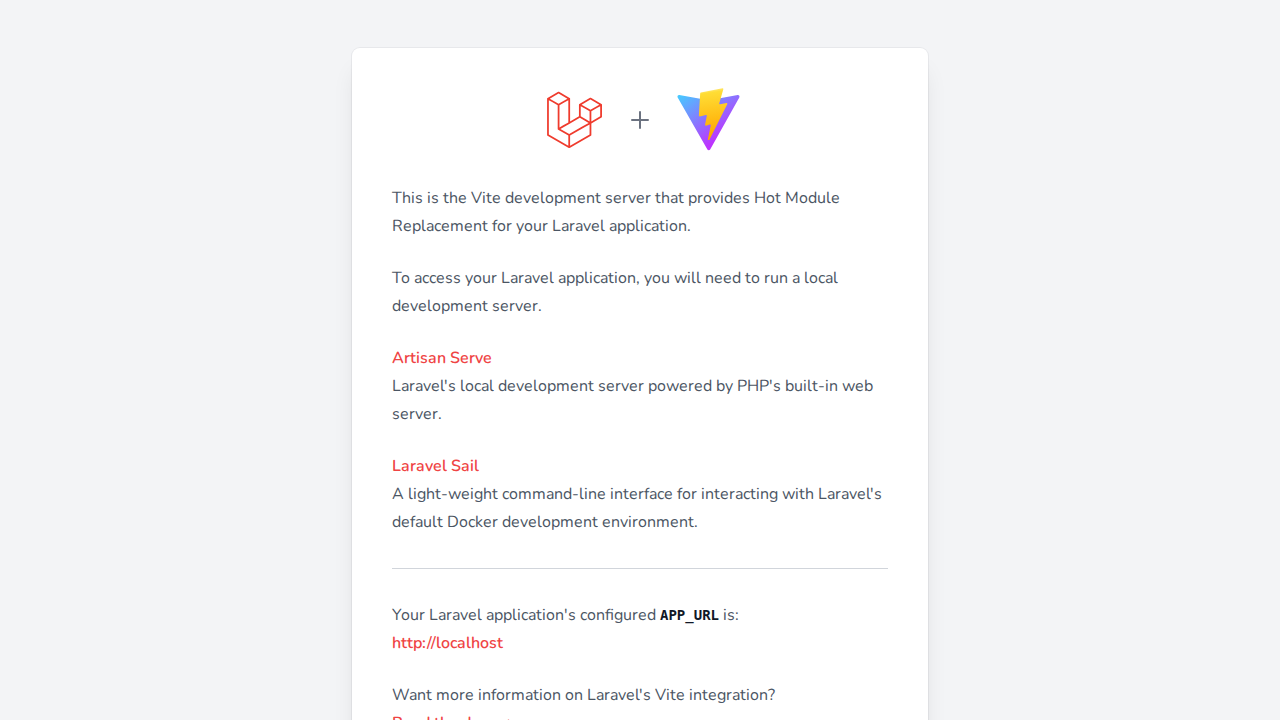 This is the Vite development server that provides Hot Module
Replacement for your Laravel application.
To access your Laravel application, you will need to run a local
development server.
Artisan Serve
Laravel's local development server powered by PHP's built-in web
server.
Laravel Sail
A light-weight command-line interface for interacting with Laravel's
default Docker development environment.
Your Laravel application's configured APP_URL is:
http://localhost
Want more information on Laravel's Vite integration?